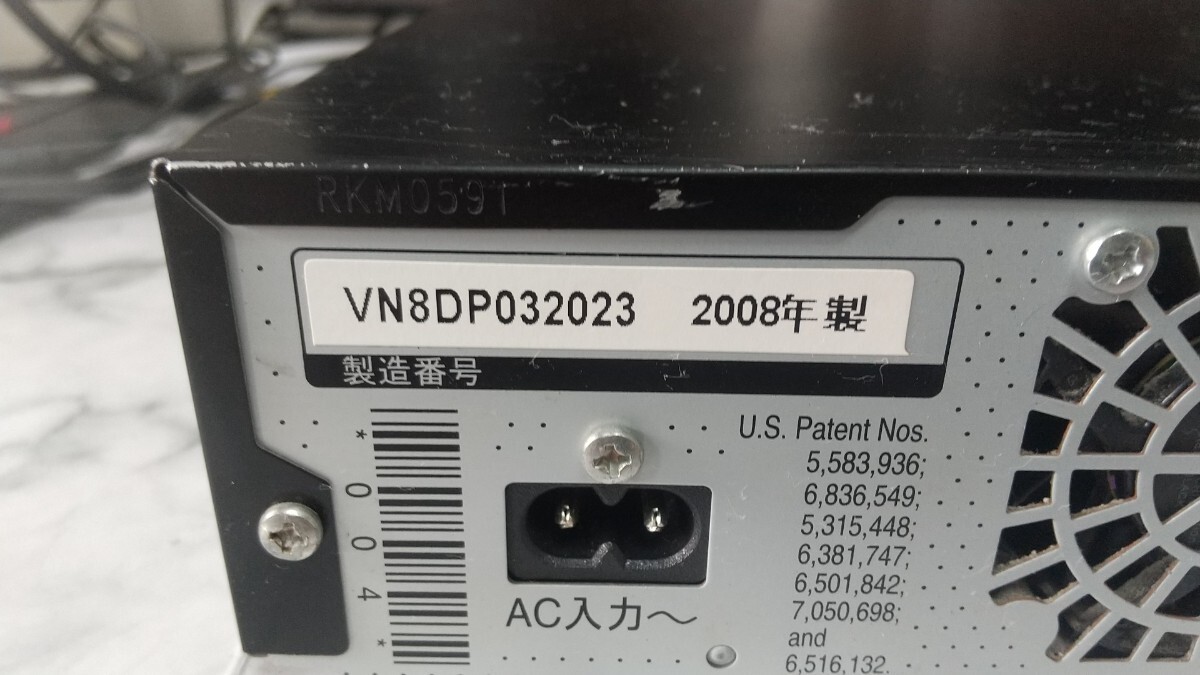 RKM059T
VN8DP032023 2008年製
製造番号
*004*
AC入力～
U.S. Patent Nos.
5,583,936;
6,836,549;
5,315,448;
6,381,747;
6,501,842;
7,050,698;
and
6,516,132.